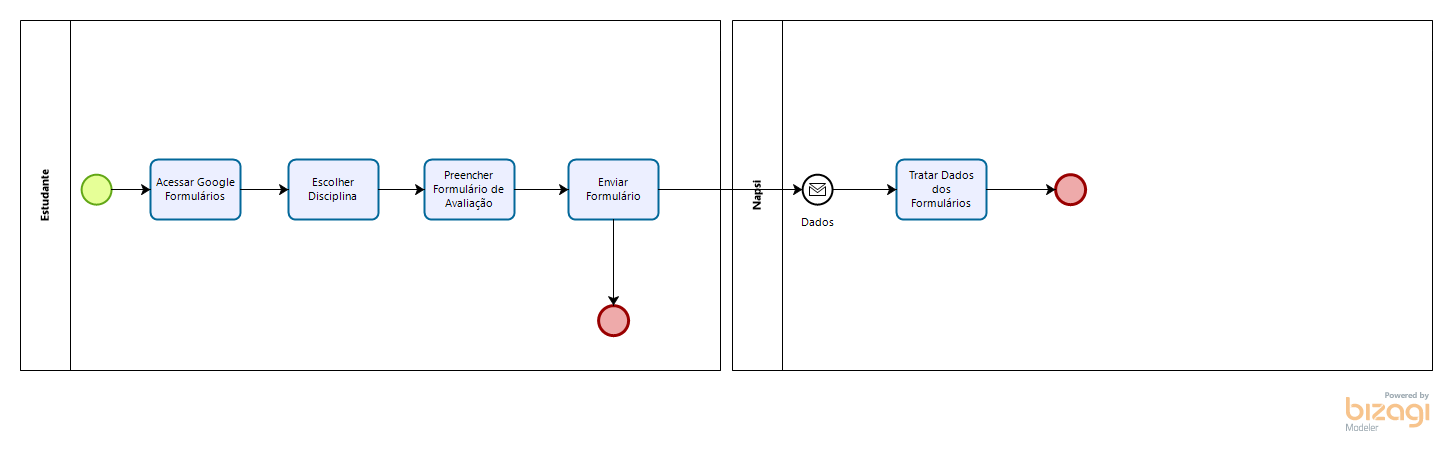 Estudante
Acessar Google
Formulários
Escolher
Disciplina
Preencher
Formulário de
Avaliação
Enviar
Formulário
Napsi
Dados
Tratar Dados
dos
Formulários
Powered by
bizagi
Modeler